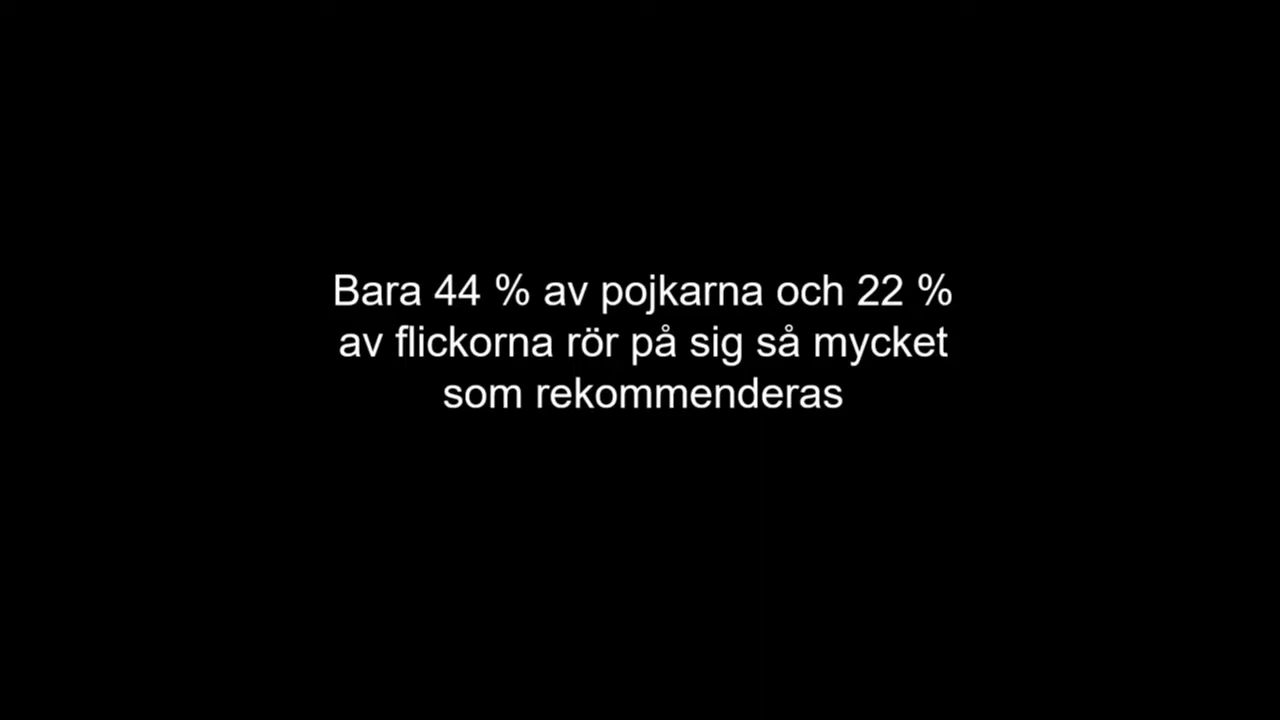 Bara 44 % av pojkarna och 22 %
av flickorna rör på sig så mycket
som rekommenderas